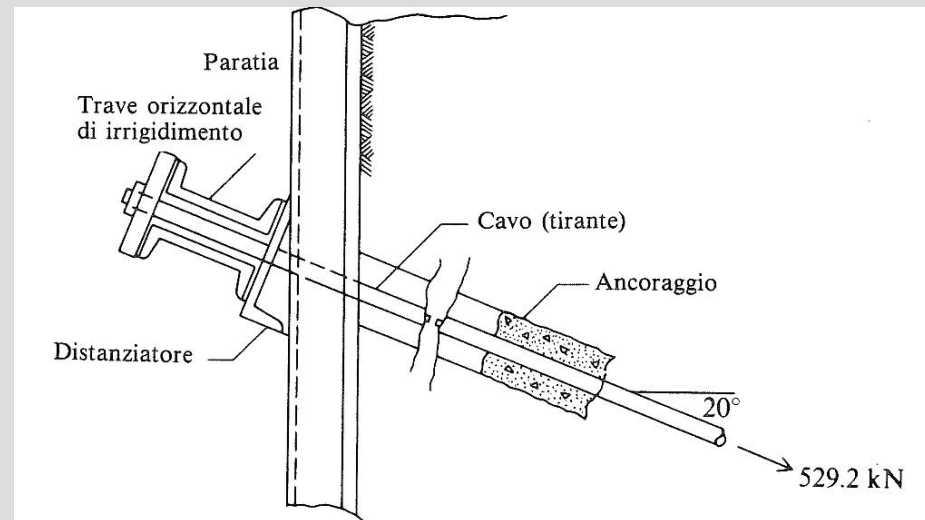 Paratia
Trave orizzontale
di irrigidimento
Cavo (tirante)
Ancoraggio
Distanziatore
20°
529.2 kN